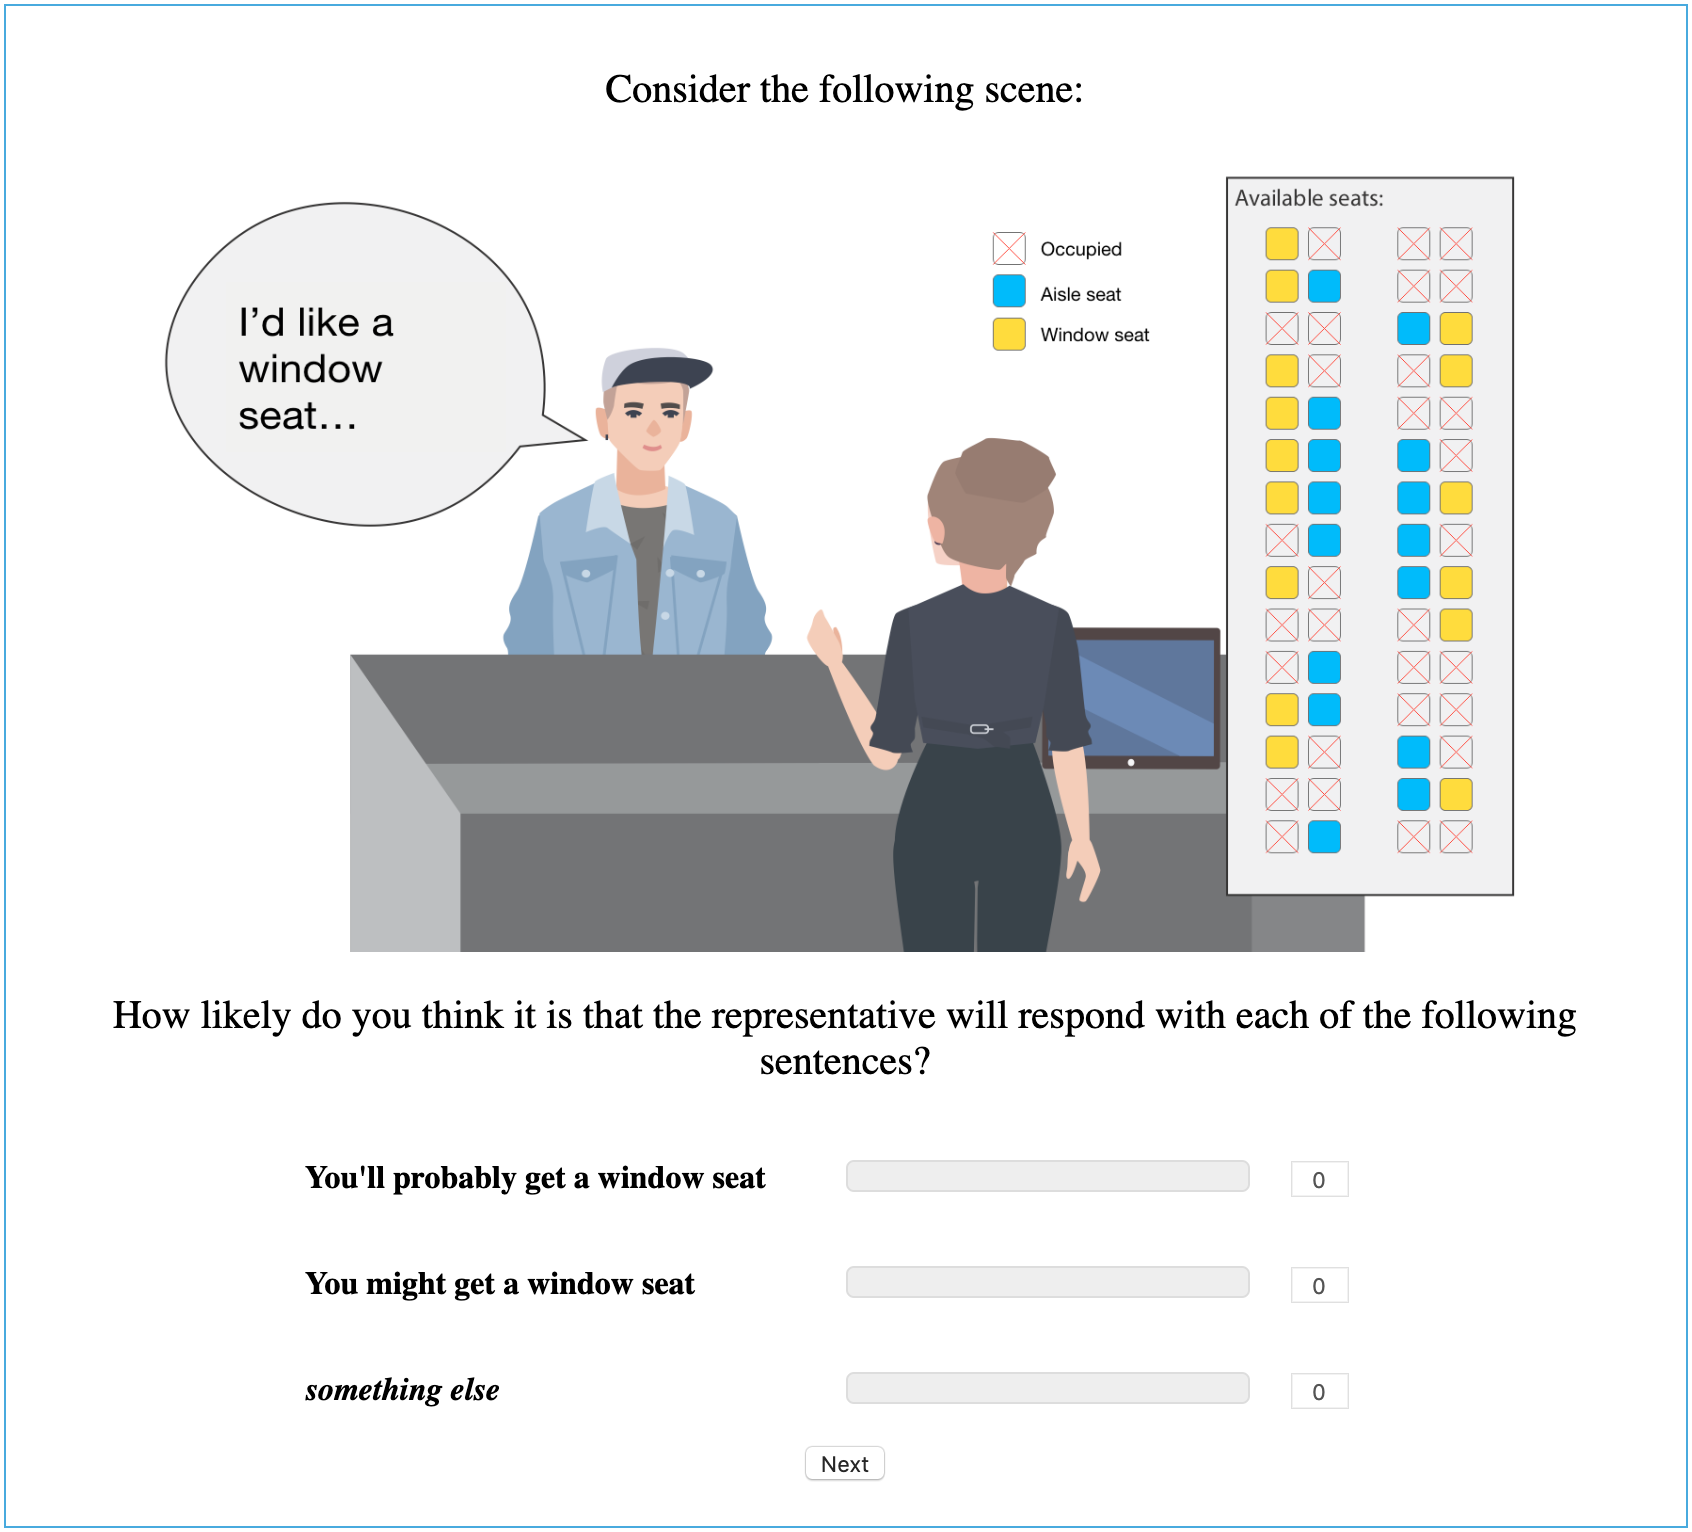 Consider the following scene:
Available seats:
Occupied
Aisle seat
Window seat
I’d like a
window
seat…
How likely do you think it is that the representative will respond with each of the following
sentences?
You'll probably get a window seat 0
You might get a window seat 0
something else 0
Next